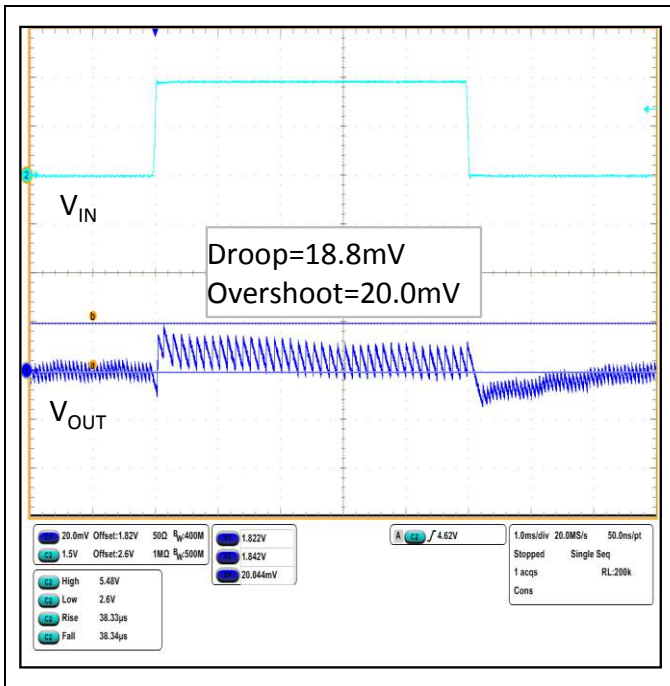 2
V_IN
Droop=18.8mV
Overshoot=20.0mV
b
a
V_OUT
20.0mV Offset:1.82V 50Ω B_W:400M
C2 1.5V Offset:2.6V 1MΩ B_W:500M
1.822V
1.842V
20.044mV
A C2 4.62V
1.0ms/div 20.0MS/s 50.0ns/pt
Stopped Single Seq
1 acqs RL:200k
Cons
C2 High 5.48V
C2 Low 2.6V
C2 Rise 38.33µs
C2 Fall 38.34µs